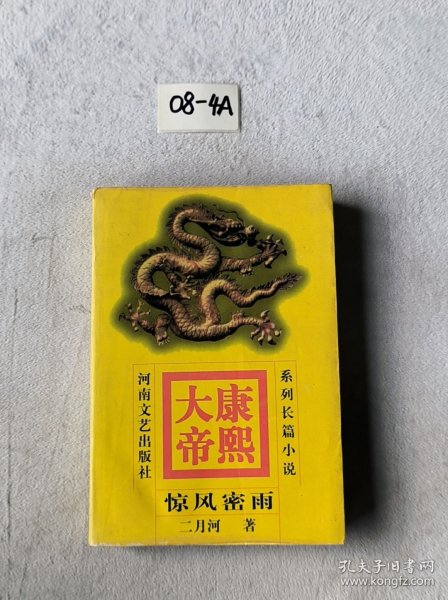 08-4A
系列长篇小说
康熙
大帝
河南文艺出版社
惊风密雨
二月河 著
孔夫子旧书网
www.kongfz.com